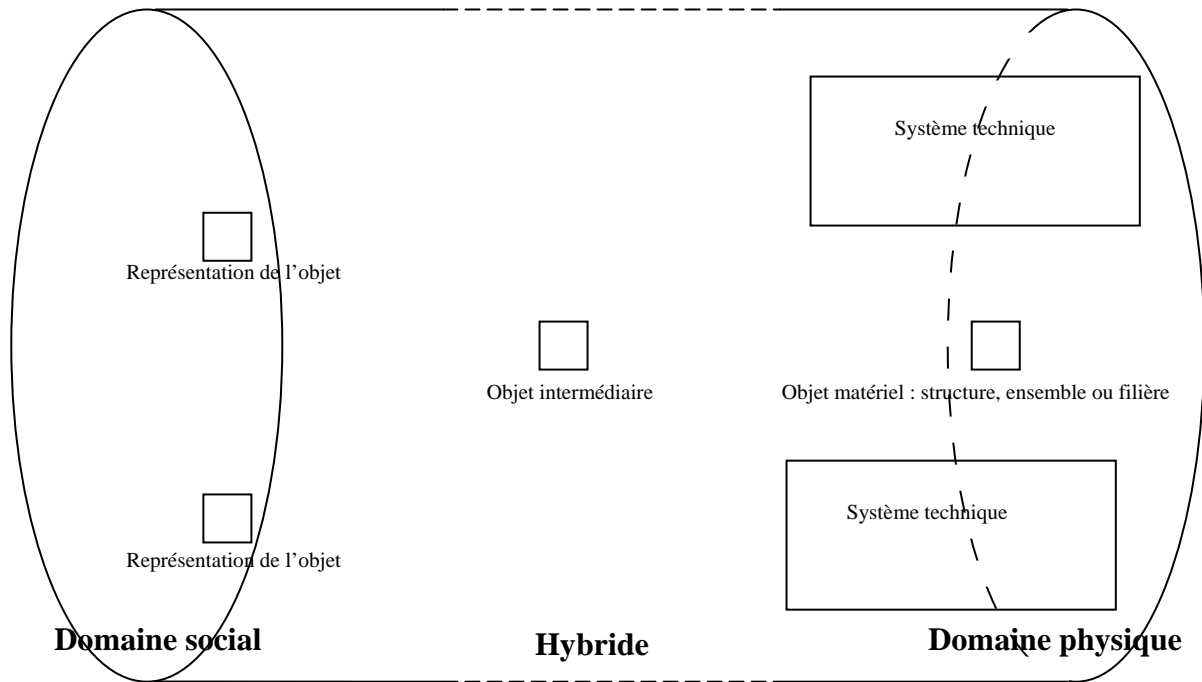 Système technique
Représentation de l’objet
Objet intermédiaire
Objet matériel : structure, ensemble ou filière
Système technique
Représentation de l’objet
Domaine social
Hybride
Domaine physique